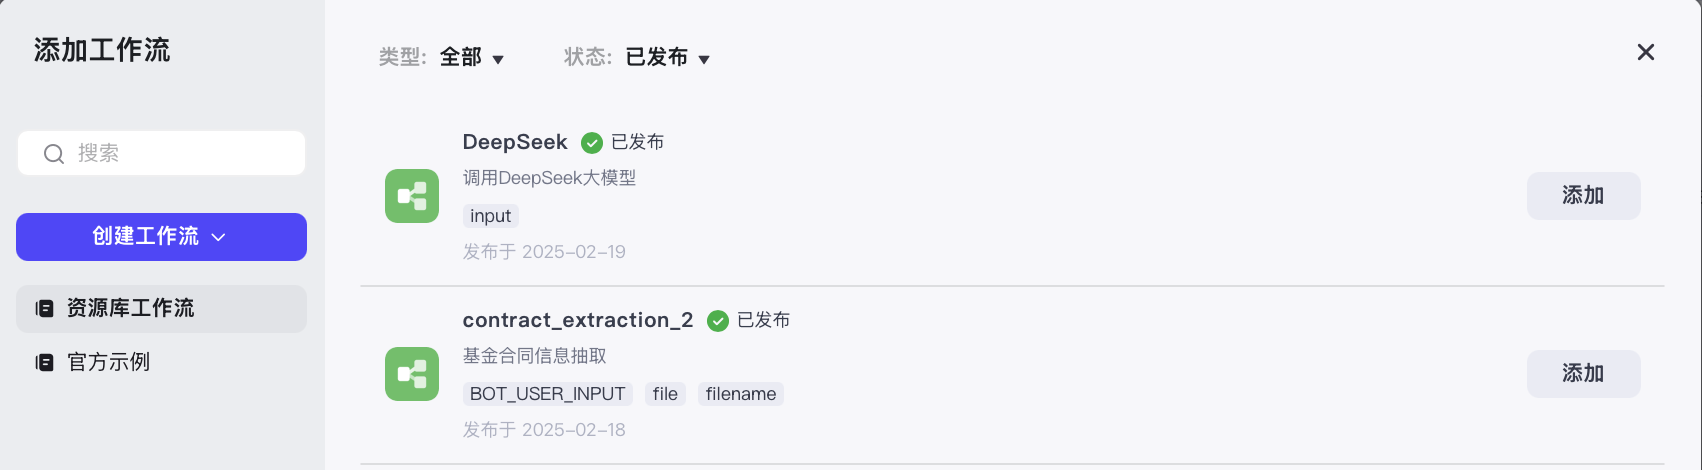 添加工作流
搜索
创建工作流
资源库工作流
官方示例
类型: 全部 状态: 已发布
DeepSeek 已发布
调用DeepSeek大模型
input
发布于 2025-02-19
添加
contract_extraction_2 已发布
基金合同信息抽取
BOT_USER_INPUT file filename
发布于 2025-02-18
添加